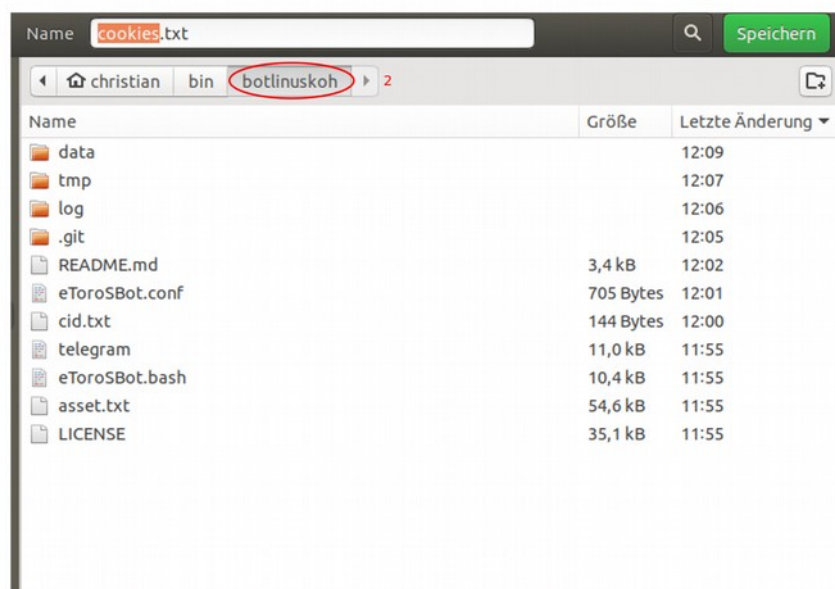 Name cookies.txt Speichern
christian bin botlinuskoh 2
Name Größe Letzte Änderung
data 12:09
tmp 12:07
log 12:06
.git 12:05
README.md 3,4 kB 12:02
eToroSBot.conf 705 Bytes 12:01
cid.txt 144 Bytes 12:00
telegram 11,0 kB 11:55
eToroSBot.bash 10,4 kB 11:55
asset.txt 54,6 kB 11:55
LICENSE 35,1 kB 11:55